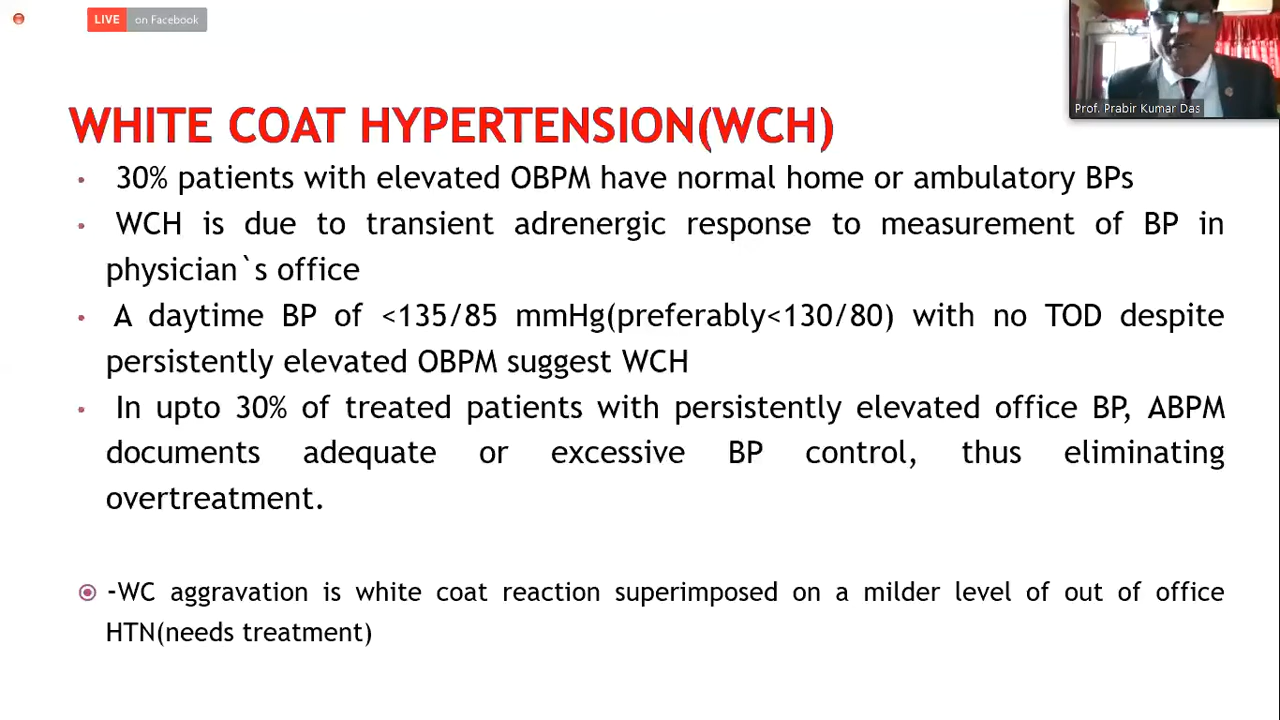 LIVE on Facebook
Prof. Prabir Kumar Das
WHITE COAT HYPERTENSION(WCH)
• 30% patients with elevated OBPM have normal home or ambulatory BPs
• WCH is due to transient adrenergic response to measurement of BP in
physician`s office
• A daytime BP of <135/85 mmHg(preferably<130/80) with no TOD despite
persistently elevated OBPM suggest WCH
• In upto 30% of treated patients with persistently elevated office BP, ABPM
documents adequate or excessive BP control, thus eliminating
overtreatment.
-WC aggravation is white coat reaction superimposed on a milder level of out of office
HTN(needs treatment)